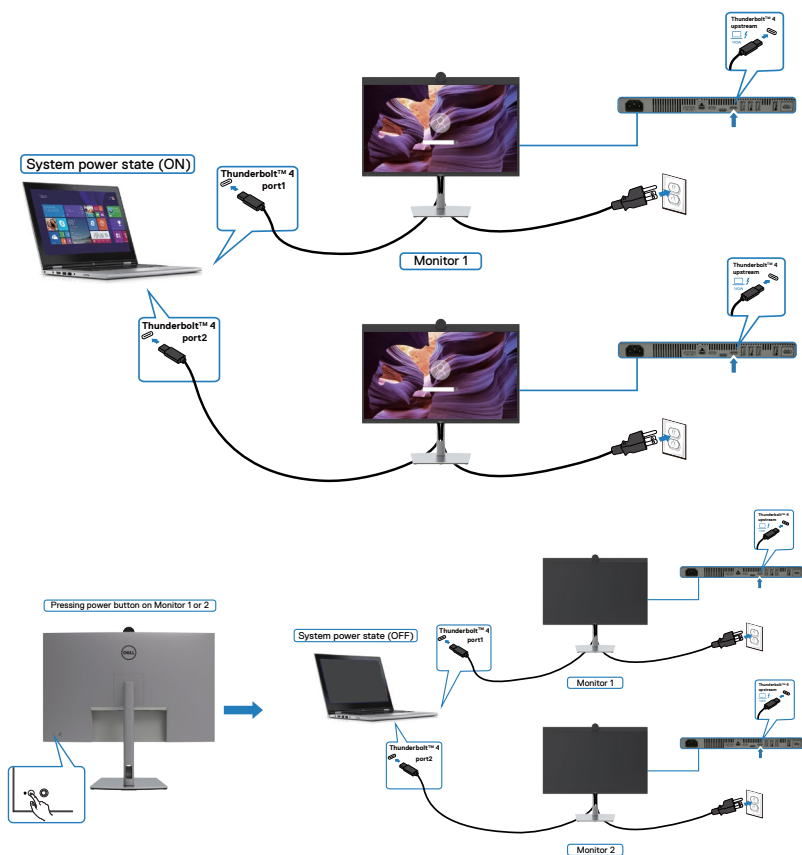 Thunderbolt™ 4
upstream
System power state (ON)
Thunderbolt™ 4
port1
Monitor 1
Thunderbolt™ 4
upstream
Thunderbolt™ 4
port2
Thunderbolt™ 4
upstream
Pressing power button on Monitor 1 or 2
DELL
System power state (OFF)
Thunderbolt™ 4
port1
Monitor 1
Thunderbolt™ 4
upstream
Thunderbolt™ 4
port2
Monitor 2